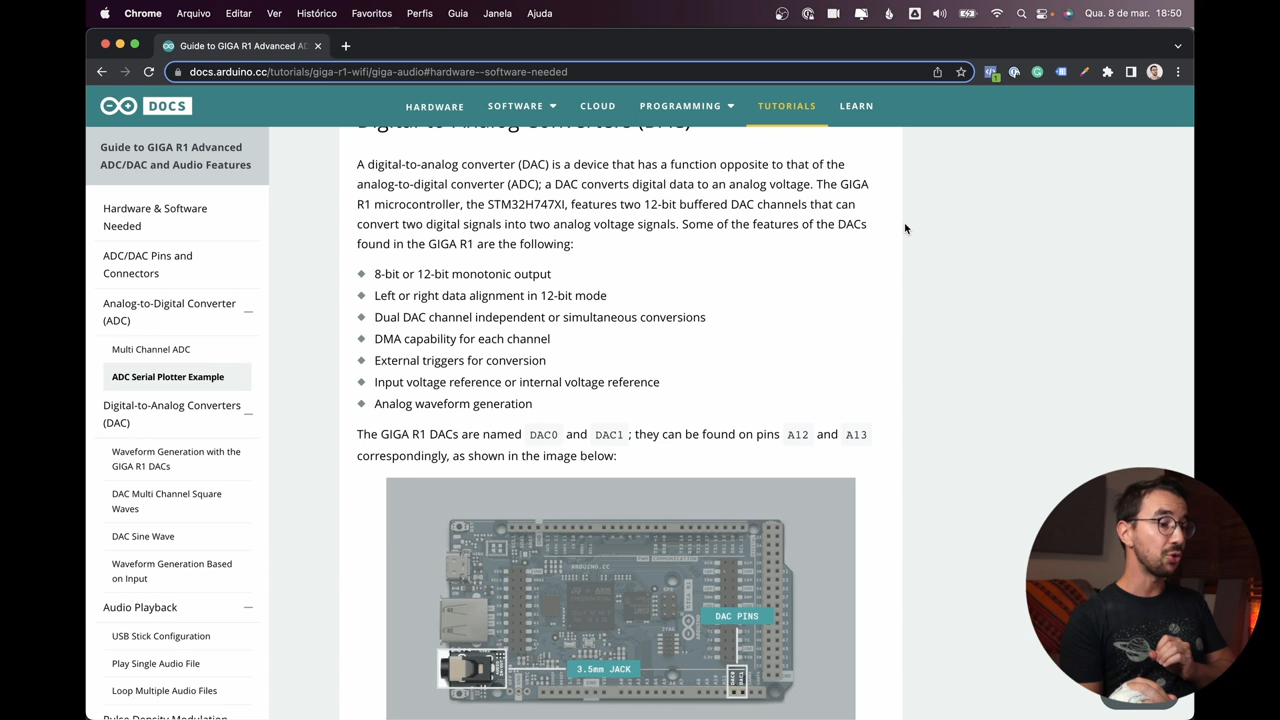 Chrome Arquivo Editar Ver Histórico Favoritos Perfis Guia Janela Ajuda Qua. 8 de mar. 18:50
Guide to GIGA R1 Advanced AD
docs.arduino.cc/tutorials/giga-r1-wifi/giga-audio#hardware--software-needed
DOCS HARDWARE SOFTWARE CLOUD PROGRAMMING TUTORIALS LEARN
Guide to GIGA R1 Advanced
ADC/DAC and Audio Features
Hardware & Software
Needed
ADC/DAC Pins and
Connectors
Analog-to-Digital Converter
(ADC)
Multi Channel ADC
ADC Serial Plotter Example
Digital-to-Analog Converters
(DAC)
Waveform Generation with the
GIGA R1 DACs
DAC Multi Channel Square
Waves
DAC Sine Wave
Waveform Generation Based
on Input
Audio Playback
USB Stick Configuration
Play Single Audio File
Loop Multiple Audio Files
Pulse Density Modulation
Digital-to-Analog Converters (DAC)
A digital-to-analog converter (DAC) is a device that has a function opposite to that of the
analog-to-digital converter (ADC); a DAC converts digital data to an analog voltage. The GIGA
R1 microcontroller, the STM32H747XI, features two 12-bit buffered DAC channels that can
convert two digital signals into two analog voltage signals. Some of the features of the DACs
found in the GIGA R1 are the following:
8-bit or 12-bit monotonic output
Left or right data alignment in 12-bit mode
Dual DAC channel independent or simultaneous conversions
DMA capability for each channel
External triggers for conversion
Input voltage reference or internal voltage reference
Analog waveform generation
The GIGA R1 DACs are named DAC0 and DAC1 ; they can be found on pins A12 and A13
correspondingly, as shown in the image below:
ARDUINO.CC
DAC PINS
3.5mm JACK
DAC0
DAC1